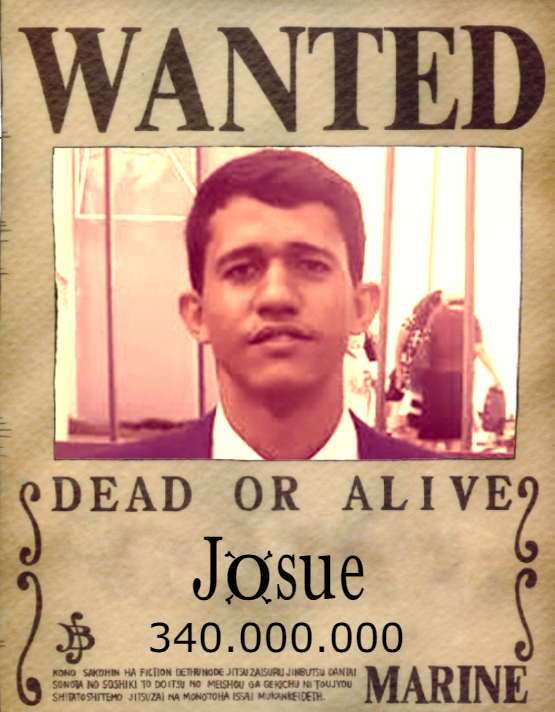 WANTED
DEAD OR ALIVE
Josue
340.000.000
KONO SAKUHIN HA FICTION DETHUNODE JITSUZAISURU JINBUTSU DANTAI
SONOTA NO SOSHIKI TO DOITSU NO MEISHOU GA GEKICHU NI TOUJYOU
SHITATOSHITEMO JITSUZAI NA MONOTOHA ISSAI MUKANKEIDETH.
MARINE